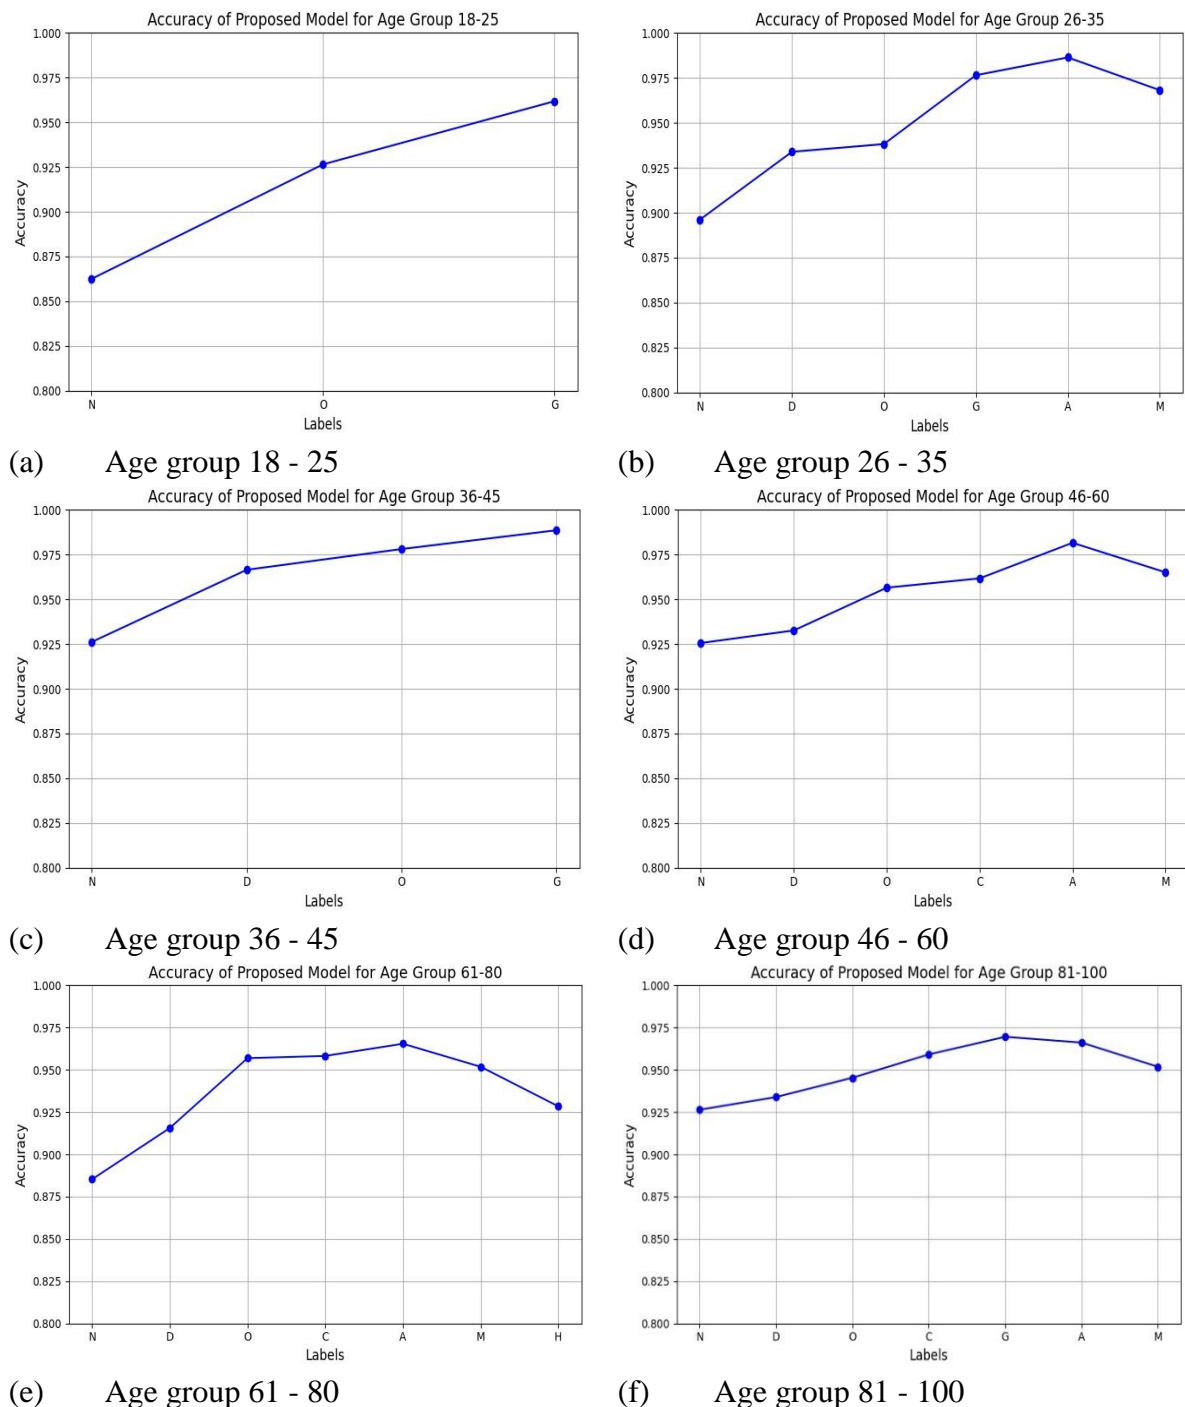 Accuracy of Proposed Model for Age Group 18-25
1.000
0.975
0.950
0.925
0.900
0.875
0.850
0.825
0.800
Accuracy
N O G
Labels
(a) Age group 18 - 25
Accuracy of Proposed Model for Age Group 26-35
1.000
0.975
0.950
0.925
0.900
0.875
0.850
0.825
0.800
Accuracy
N D O G A M
Labels
(b) Age group 26 - 35
Accuracy of Proposed Model for Age Group 36-45
1.000
0.975
0.950
0.925
0.900
0.875
0.850
0.825
0.800
Accuracy
N D O G
Labels
(c) Age group 36 - 45
Accuracy of Proposed Model for Age Group 46-60
1.000
0.975
0.950
0.925
0.900
0.875
0.850
0.825
0.800
Accuracy
N D O C A M
Labels
(d) Age group 46 - 60
Accuracy of Proposed Model for Age Group 61-80
1.000
0.975
0.950
0.925
0.900
0.875
0.850
0.825
0.800
Accuracy
N D O C A M H
Labels
(e) Age group 61 - 80
Accuracy of Proposed Model for Age Group 81-100
1.000
0.975
0.950
0.925
0.900
0.875
0.850
0.825
0.800
Accuracy
N D O C G A M
Labels
(f) Age group 81 - 100